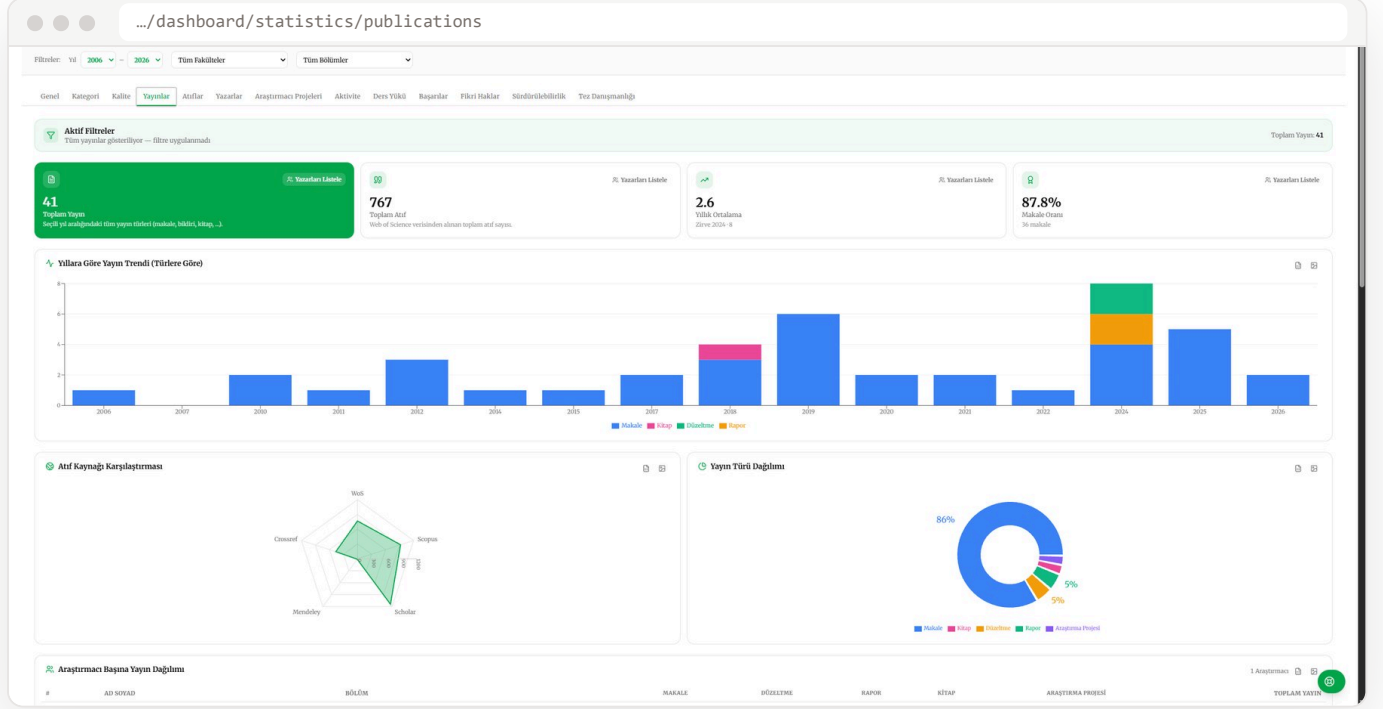 …/dashboard/statistics/publications
Filtreler: Yıl 2006 – 2026 Tüm Fakülteler Tüm Bölümler
Genel Kategori Kalite Yayınlar Atıflar Yazarlar Araştırmacı Projeleri Aktivite Ders Yükü Başarılar Fikri Haklar Sürdürülebilirlik Tez Danışmanlığı
Aktif Filtreler
Tüm yayınlar gösteriliyor — filtre uygulanmadı
Toplam Yayın: 41
Yazarları Listele
41
Toplam Yayın
Seçili yıl aralığındaki tüm yayın türleri (makale, bildiri, kitap, ...).
Yazarları Listele
767
Toplam Atıf
Web of Science verisinden alınan toplam atıf sayısı.
Yazarları Listele
2.6
Yıllık Ortalama
Zirve 2024 · 8
Yazarları Listele
87.8%
Makale Oranı
36 makale
Yıllara Göre Yayın Trendi (Türlere Göre)
8
6
4
2
0
2006 2007 2010 2011 2012 2014 2015 2017 2018 2019 2020 2021 2022 2024 2025 2026
Makale Kitap Düzeltme Rapor
Atıf Kaynağı Karşılaştırması
WoS
Crossref
Scopus
Mendeley
Scholar
Yayın Türü Dağılımı
86%
5%
5%
Makale Kitap Düzeltme Rapor Araştırma Projesi
Araştırmacı Başına Yayın Dağılımı
1 Araştırmacı
# AD SOYAD BÖLÜM MAKALE DÜZELTME RAPOR KİTAP ARAŞTIRMA PROJESİ TOPLAM YAYIN